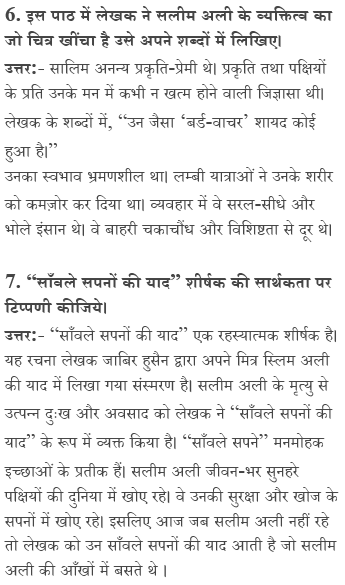 6. इस पाठ में लेखक ने सलीम अली के व्यक्तित्व का
जो चित्र खींचा है उसे अपने शब्दों में लिखिए।
उत्तर:- सालिम अनन्य प्रकृति-प्रेमी थे। प्रकृति तथा पक्षियों
के प्रति उनके मन में कभी न खत्म होने वाली जिज्ञासा थी।
लेखक के शब्दों में, “उन जैसा ‘बर्ड-वाचर’ शायद कोई
हुआ है।”
उनका स्वभाव भ्रमणशील था। लम्बी यात्राओं ने उनके शरीर
को कमज़ोर कर दिया था। व्यवहार में वे सरल-सीधे और
भोले इंसान थे। वे बाहरी चकाचौंध और विशिष्टता से दूर थे।
7. “साँवले सपनों की याद” शीर्षक की सार्थकता पर
टिप्पणी कीजिये।
उत्तर:- “साँवले सपनों की याद” एक रहस्यात्मक शीर्षक है।
यह रचना लेखक जाबिर हुसैन द्वारा अपने मित्र स्लिम अली
की याद में लिखा गया संस्मरण है। सलीम अली के मृत्यु से
उत्पन्न दुःख और अवसाद को लेखक ने “साँवले सपनों की
याद” के रूप में व्यक्त किया है। “साँवले सपने” मनमोहक
इच्छाओं के प्रतीक हैं। सलीम अली जीवन-भर सुनहरे
पक्षियों की दुनिया में खोए रहे। वे उनकी सुरक्षा और खोज के
सपनों में खोए रहे। इसलिए आज जब सलीम अली नहीं रहे
तो लेखक को उन साँवले सपनों की याद आती है जो सलीम
अली की आँखों में बसते थे ।